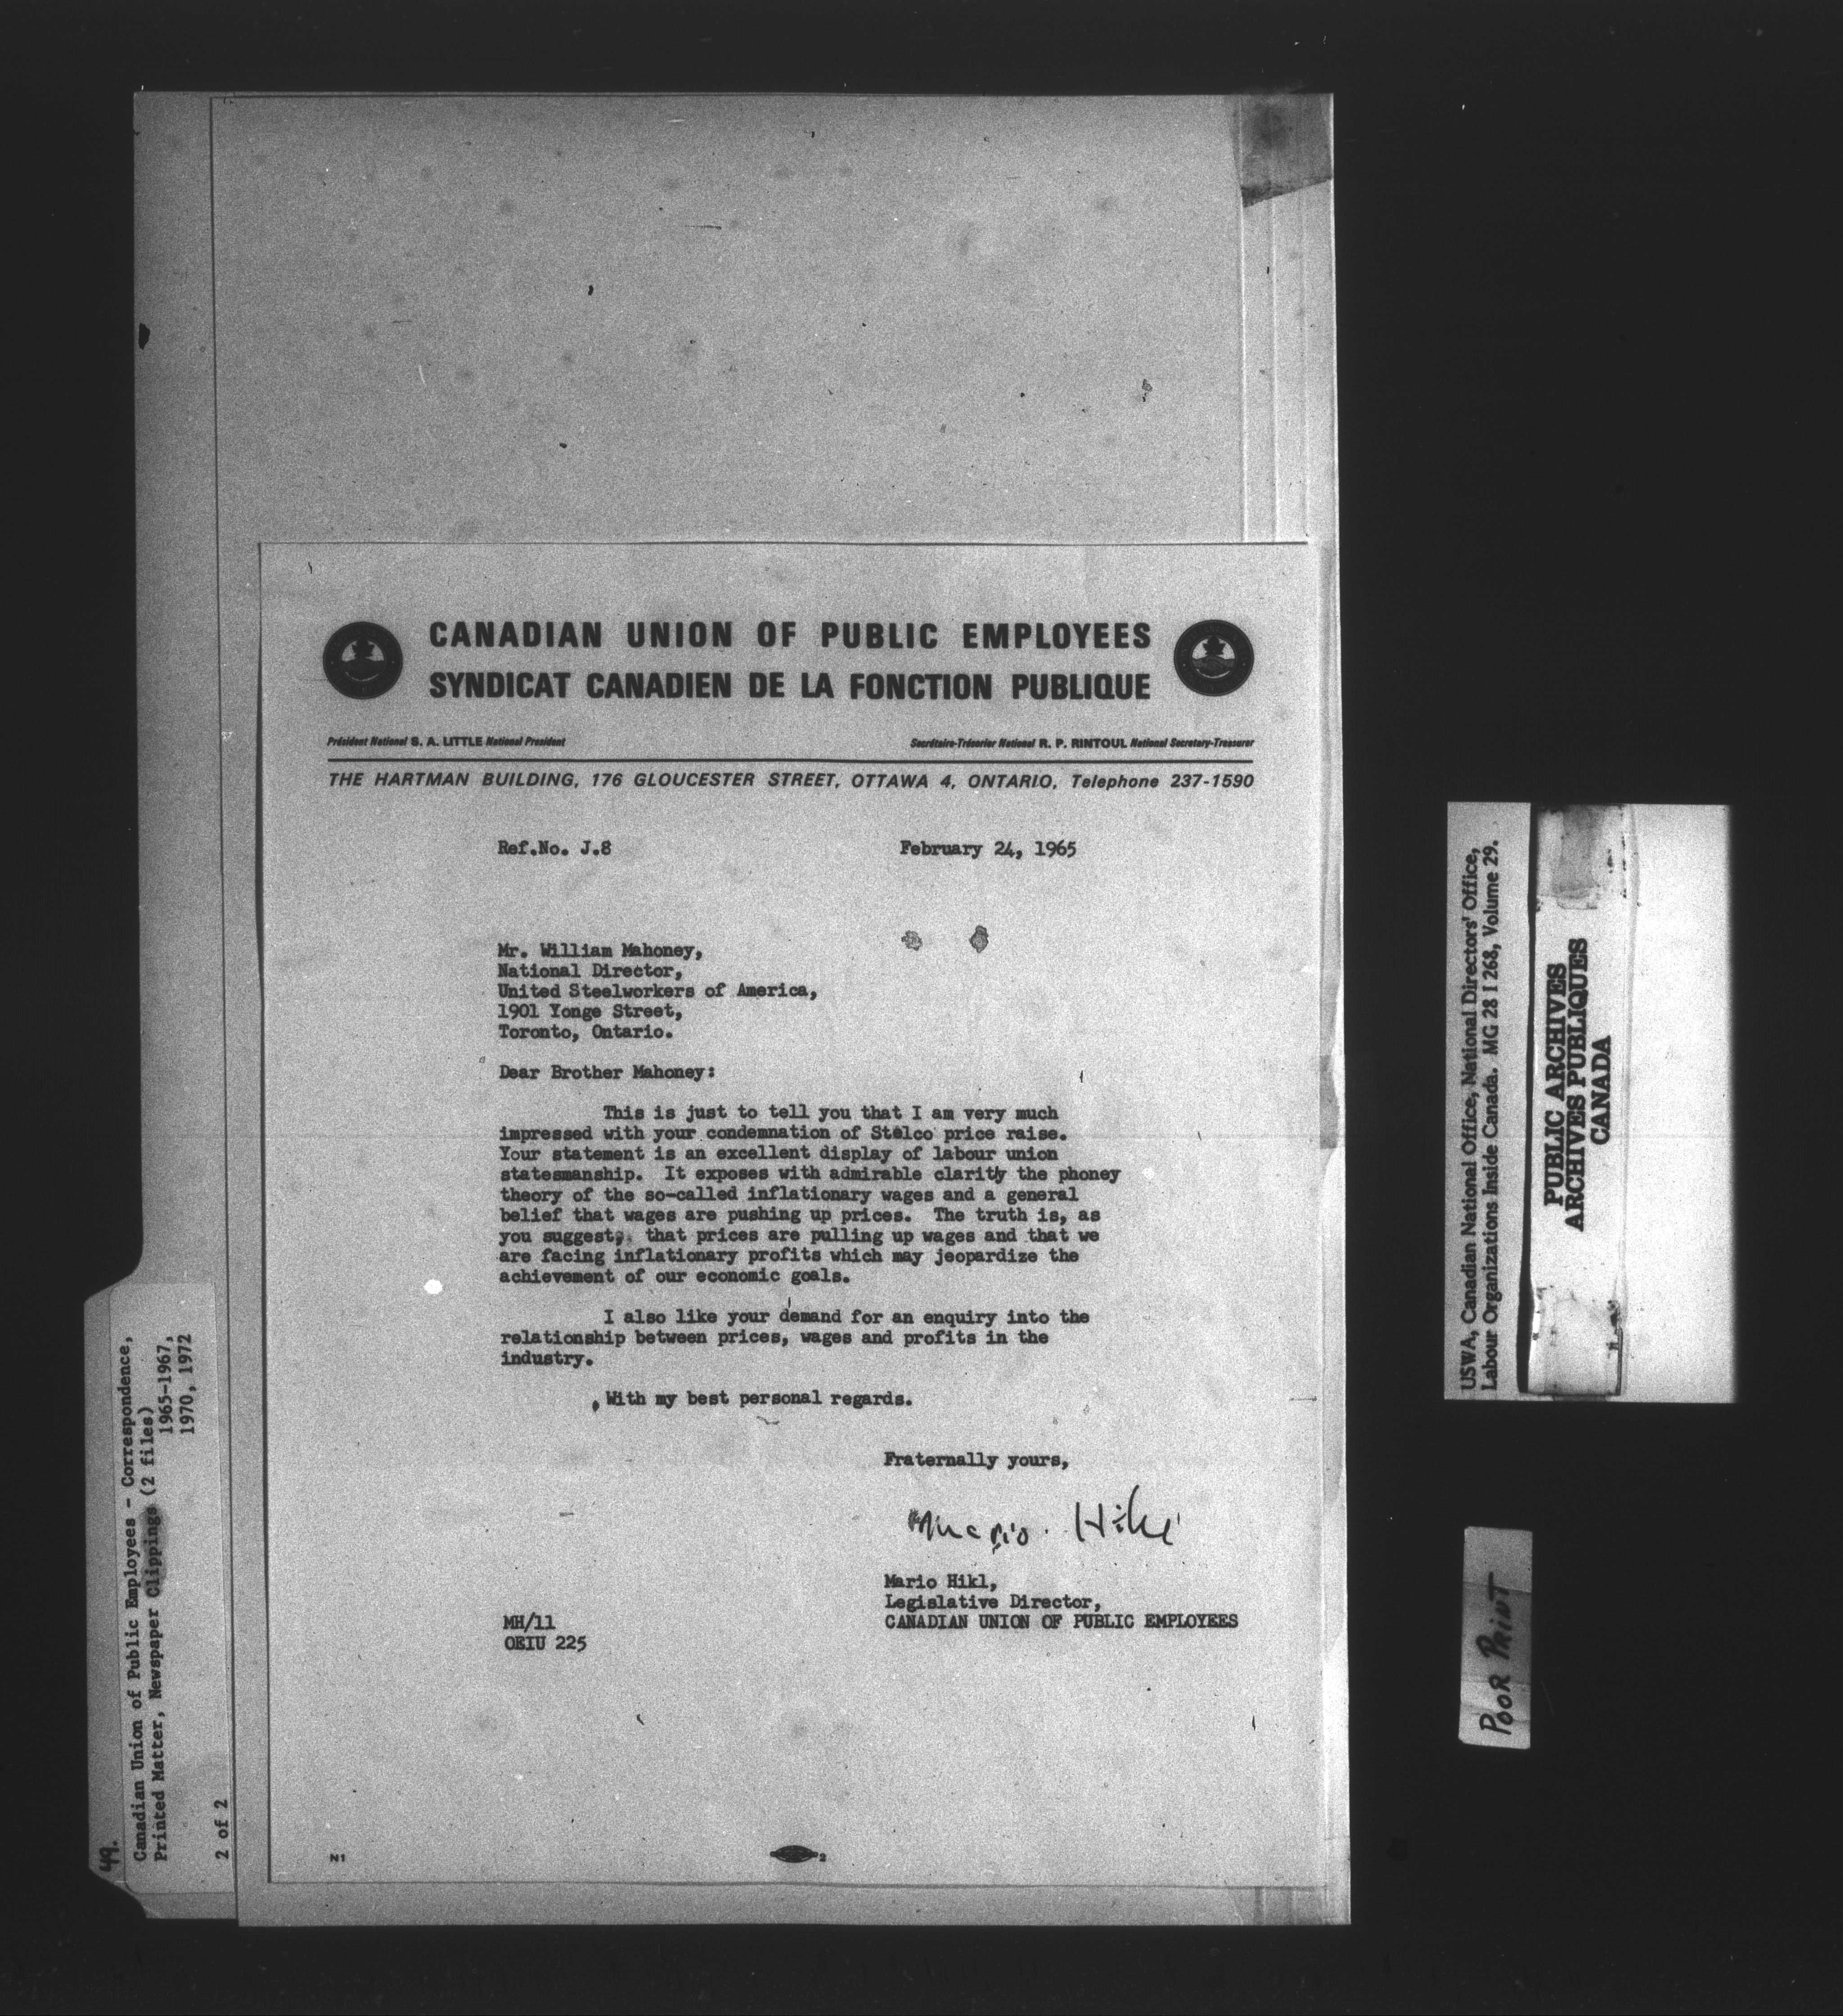 CANADIAN UNION OF PUBLIC EMPLOYEES
SYNDICAT CANADIEN DE LA FONCTION PUBLIQUE
Président National S. A. LITTLE National President
Secrétaire-Trésorier National R. P. RINTOUL National Secretary-Treasurer
THE HARTMAN BUILDING, 176 GLOUCESTER STREET, OTTAWA 4, ONTARIO, Telephone 237-1590
Ref.No. J.8
February 24, 1965
Mr. William Mahoney,
National Director,
United Steelworkers of America,
1901 Yonge Street,
Toronto, Ontario.
Dear Brother Mahoney:
This is just to tell you that I am very much
impressed with your condemnation of Stelco price raise.
Your statement is an excellent display of labour union
statesmanship. It exposes with admirable clarity the phoney
theory of the so-called inflationary wages and a general
belief that wages are pushing up prices. The truth is, as
you suggest, that prices are pulling up wages and that we
are facing inflationary profits which may jeopardize the
achievement of our economic goals.
I also like your demand for an enquiry into the
relationship between prices, wages and profits in the
industry.
With my best personal regards.
Fraternally yours,
Mario Hikl
Mario Hikl,
Legislative Director,
CANADIAN UNION OF PUBLIC EMPLOYEES
MH/11
OEIU 225
N1
2
49.
Canadian Union of Public Employees - Correspondence,
Printed Matter, Newspaper Clippings (2 files)
1965-1967,
1970, 1972
2 of 2
USWA, Canadian National Office, National Directors' Office,
Labour Organizations Inside Canada. MG 28 I 268, Volume 29.
PUBLIC ARCHIVES
ARCHIVES PUBLIQUES
CANADA
POOR PRINT